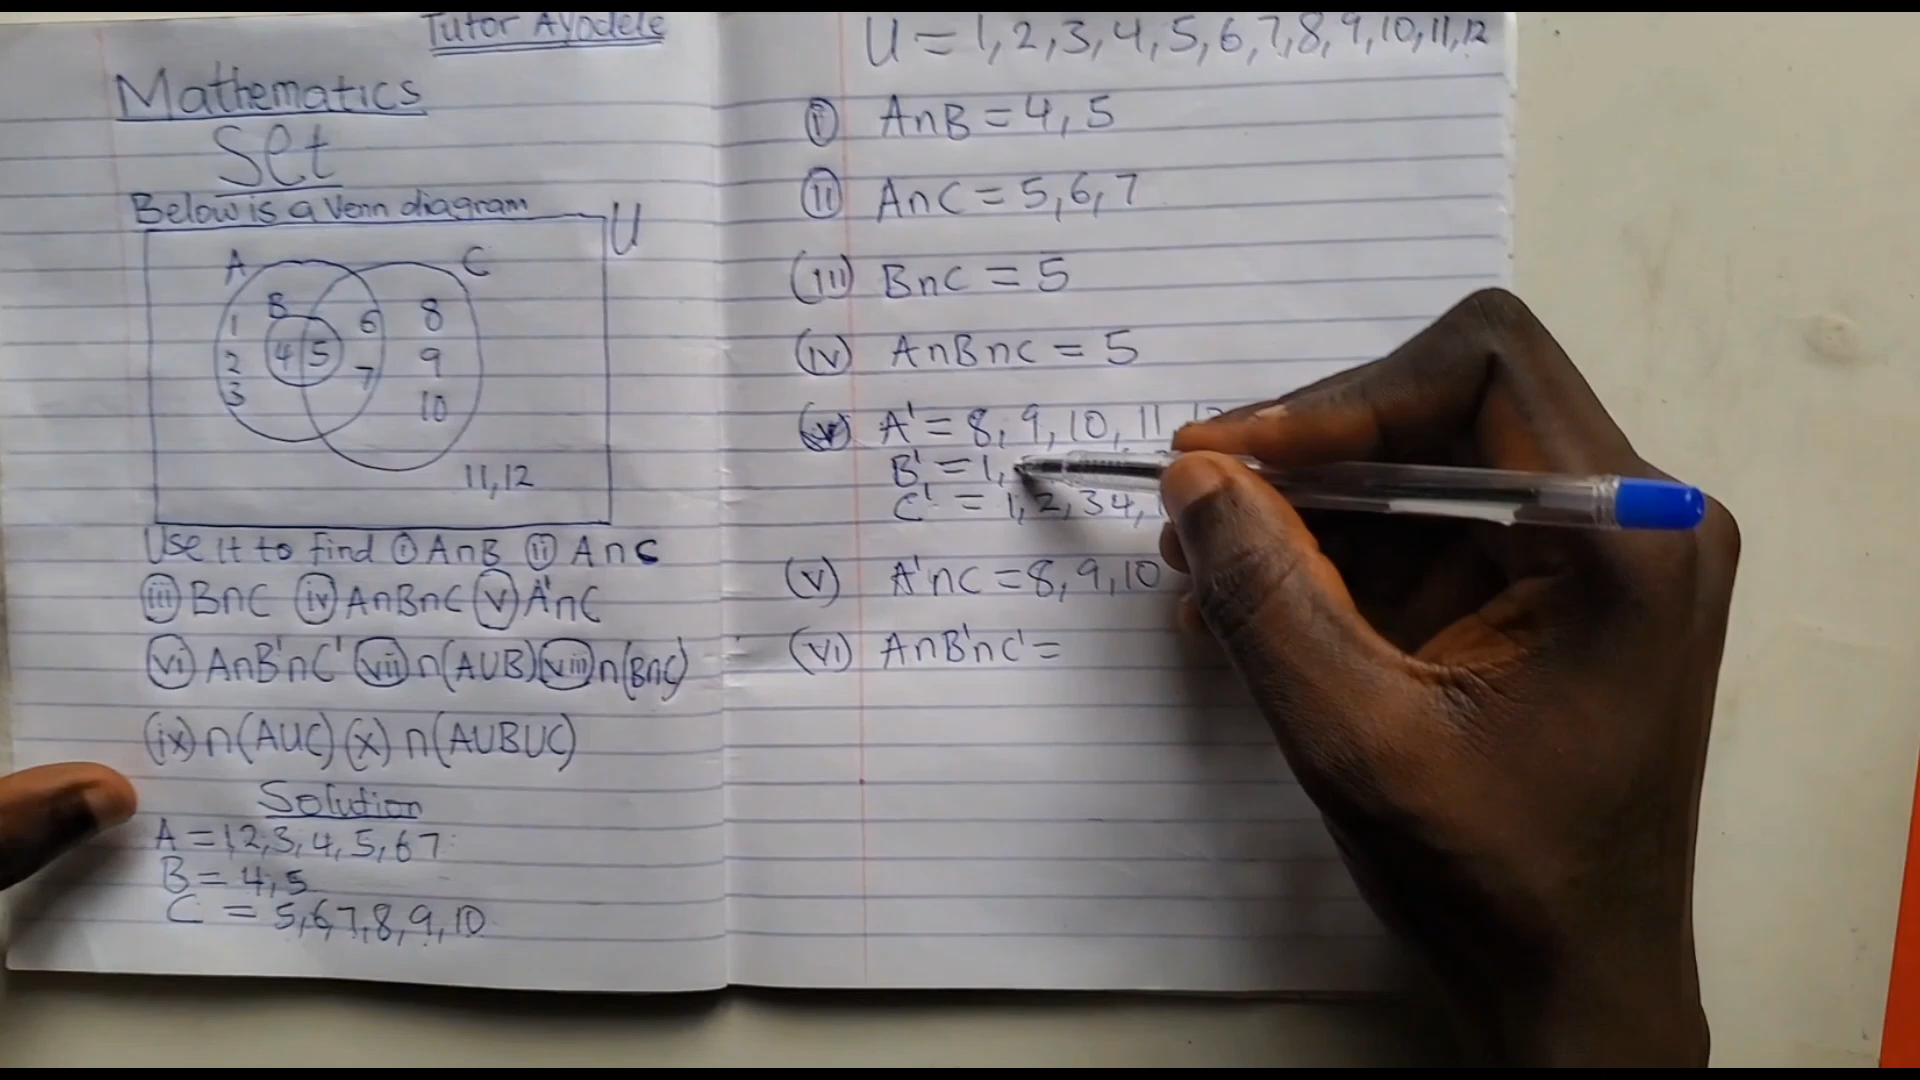 Tutor Ayodele
Mathematics
Set
Below is a Venn diagram
U
A
C
B
1
6
8
2
4
5
9
3
7
10
11,12
Use it to find (i) A∩B (ii) A∩C
(iii) B∩C (iv) A∩B∩C (v) A'∩C
(vi) A∩B'∩C' (vii) n(AUB) (viii) n(B∩C)
(ix) n(AUC) (x) n(AUBUC)
Solution
A = 1,2,3,4,5,6 7
B = 4,5
C = 5,6,7,8,9,10
U = 1,2,3,4,5,6,7,8,9,10,11,12
(i) A∩B = 4,5
(ii) A∩C = 5,6,7
(iii) B∩C = 5
(iv) A∩B∩C = 5
A' = 8,9,10,11
B' = 1,
C' = 1,2,3 4,
(v) A'∩C = 8,9,10
(vi) A∩B'∩C' =